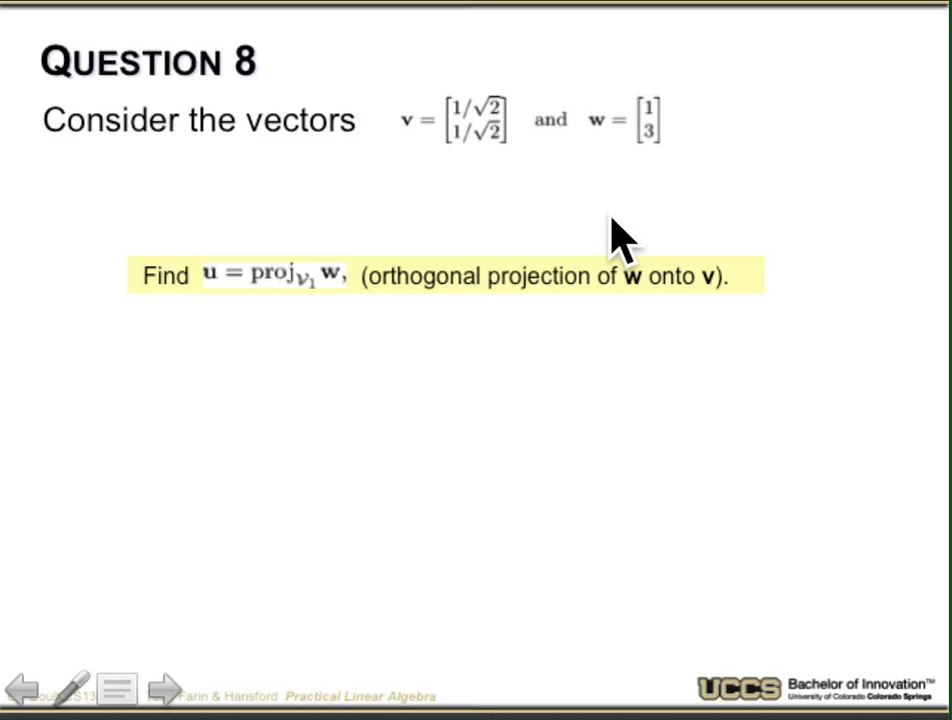 QUESTION 8
Consider the vectors v = [1/√2 1/√2] and w = [1 3]
Find u = proj_𝒱₁ w, (orthogonal projection of w onto v).
Farin & Hansford Practical Linear Algebra
UCCS Bachelor of Innovation™
University of Colorado Colorado Springs